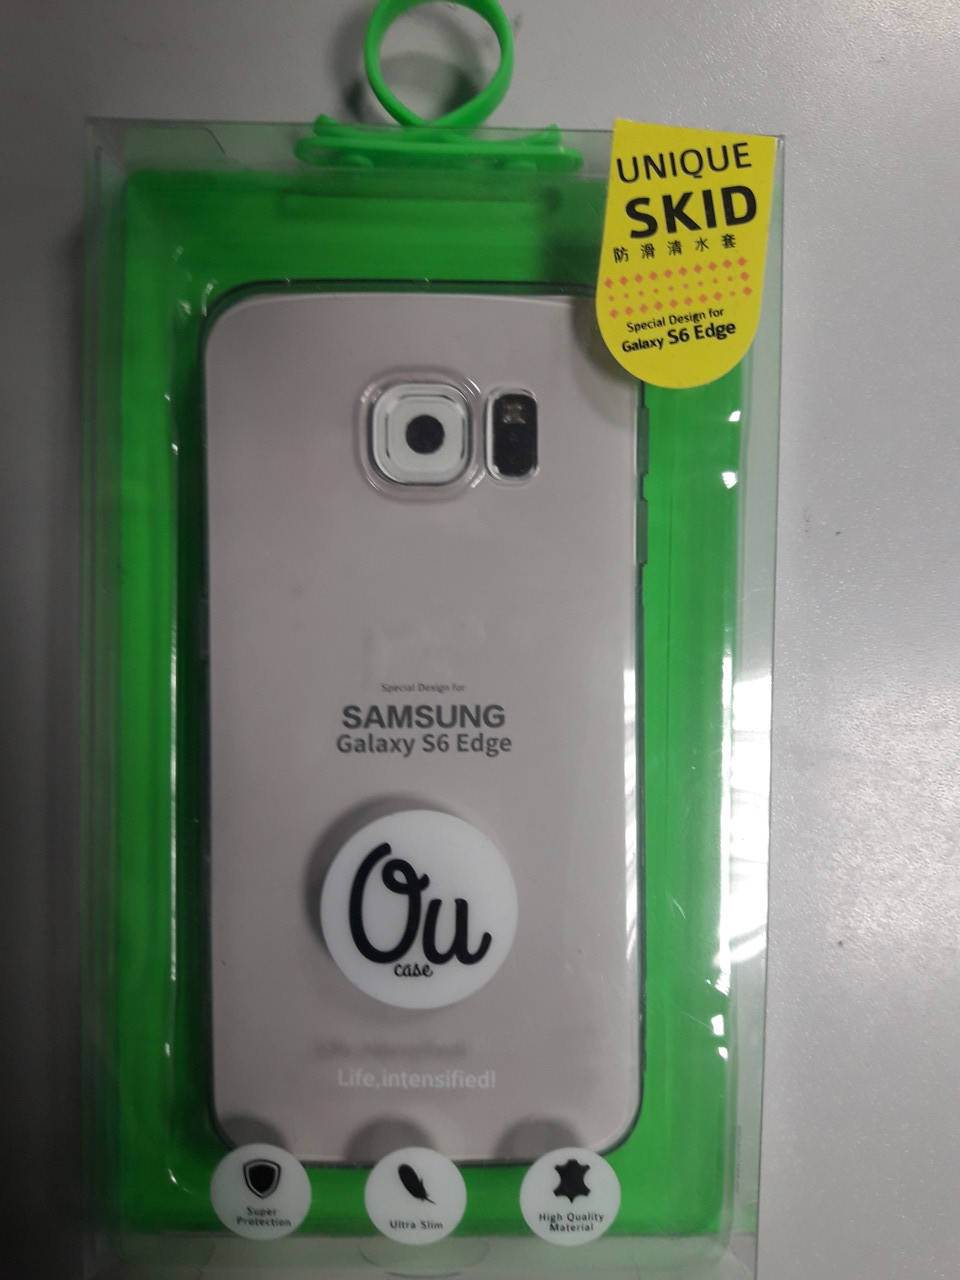 UNIQUE
SKID
防滑清水套
Special Design for
Galaxy S6 Edge
Special Design for
SAMSUNG
Galaxy S6 Edge
Ou
case
Life,intensified!
Super
Protection
Ultra Slim
High Quality
Material